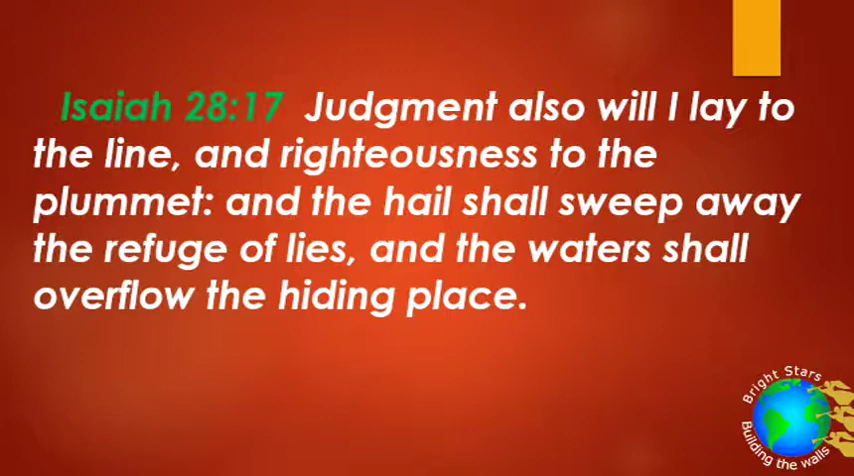 Isaiah 28:17 Judgment also will I lay to
the line, and righteousness to the
plummet: and the hail shall sweep away
the refuge of lies, and the waters shall
overflow the hiding place.
Bright Stars
Building the walls